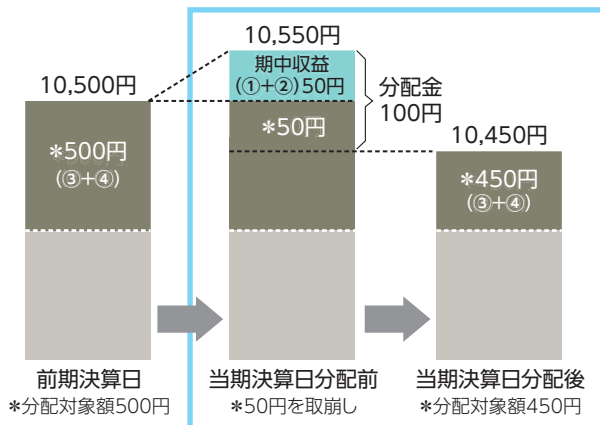 10,500円
*500円
(③+④)
前期決算日
*分配対象額500円
10,550円
期中収益
(①+②)50円
*50円
分配金
100円
当期決算日分配前
*50円を取崩し
10,450円
*450円
(③+④)
当期決算日分配後
*分配対象額450円